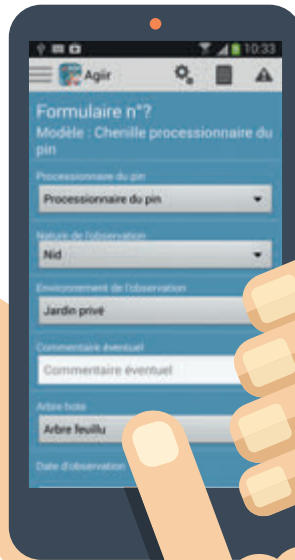 10:33
Agiir
Formulaire n°?
Modèle : Chenille processionnaire du
pin
Processionnaire du pin
Processionnaire du pin
Nature de l'observation
Nid
Environnement de l'observation
Jardin privé
Commentaire éventuel
Commentaire éventuel
Arbre hote
Arbre feuillu
Date d'observation